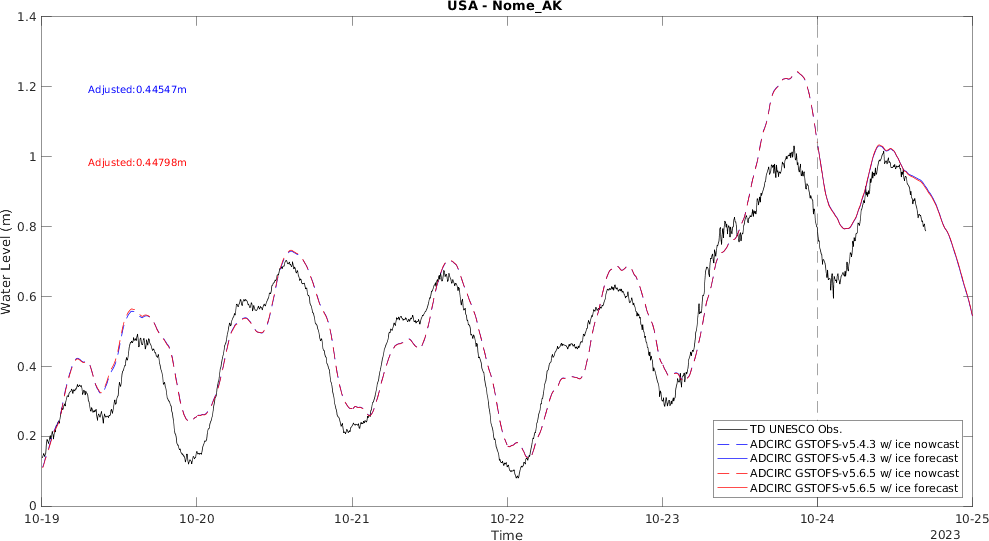 USA - Nome_AK
1.4
1.2
1
0.8
0.6
0.4
0.2
0
Water Level (m)
Adjusted:0.44547m
Adjusted:0.44798m
TD UNESCO Obs.
ADCIRC GSTOFS-v5.4.3 w/ ice nowcast
ADCIRC GSTOFS-v5.4.3 w/ ice forecast
ADCIRC GSTOFS-v5.6.5 w/ ice nowcast
ADCIRC GSTOFS-v5.6.5 w/ ice forecast
10-19 10-20 10-21 10-22 10-23 10-24 10-25
Time
2023